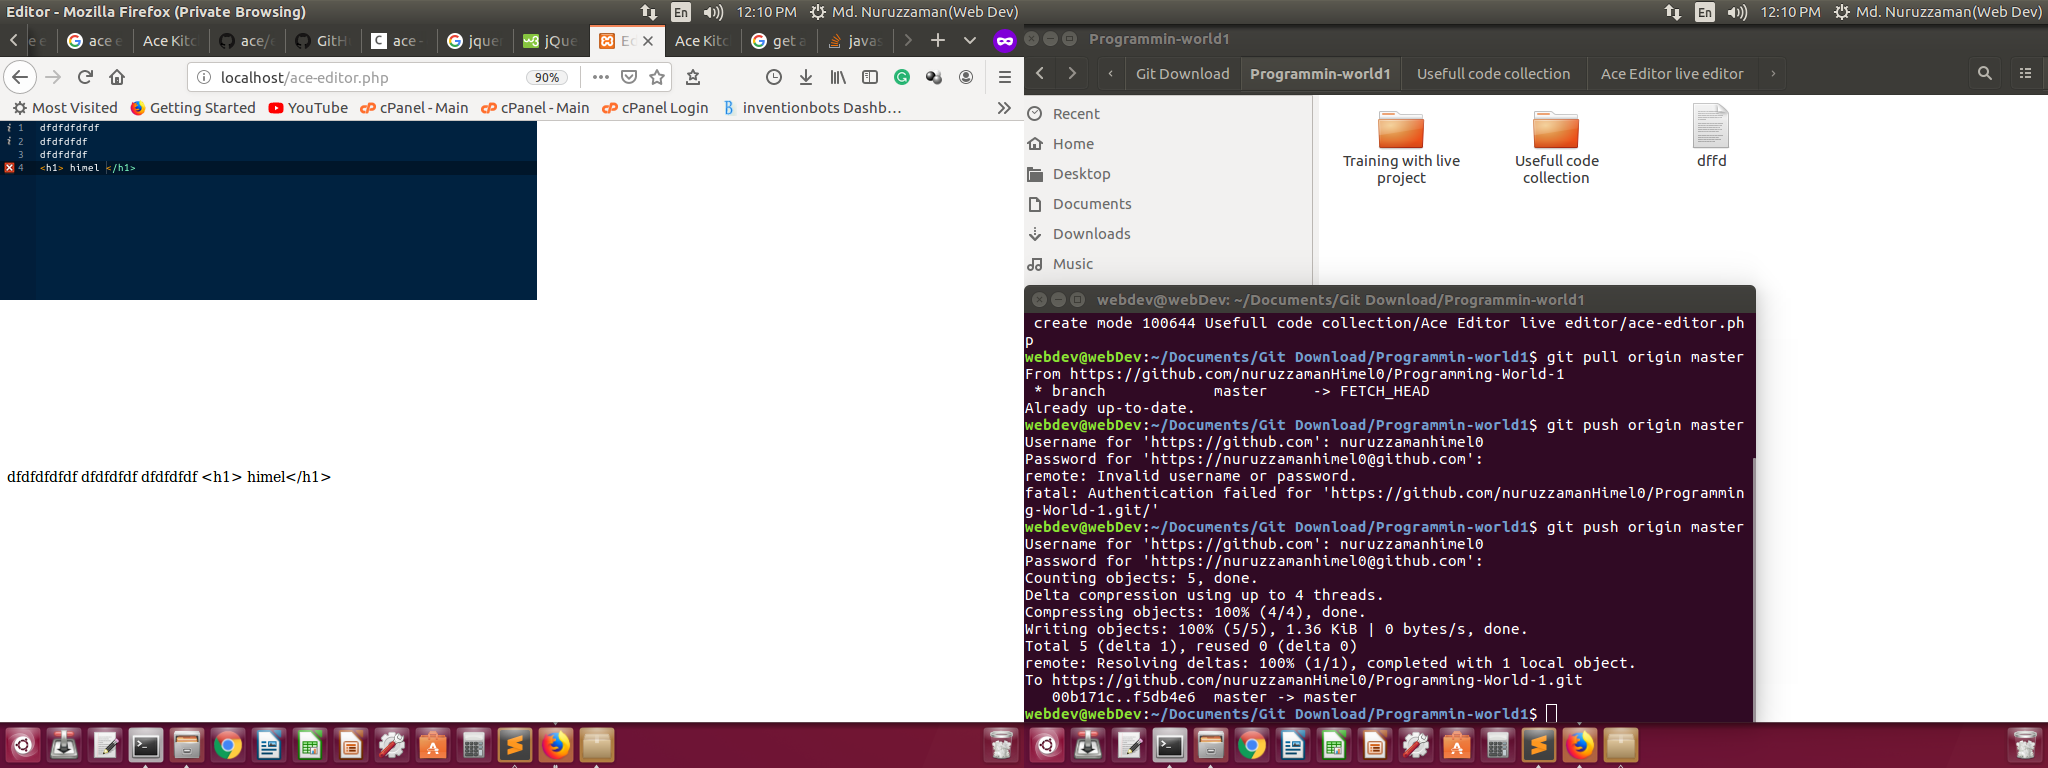 Editor - Mozilla Firefox (Private Browsing)
En
12:10 PM
Md. Nuruzzaman(Web Dev)
ace e
Ace Kitc
ace/
GitH
ace -
jquer
jQue
Ed
Ace Kitc
get a
javas
localhost/ace-editor.php
90%
Most Visited
Getting Started
YouTube
cPanel - Main
cPanel - Main
cPanel Login
inventionbots Dashb...
1 dfdfdfdfdf
2 dfdfdfdf
3 dfdfdfdf
4 <h1> himel </h1>
dfdfdfdfdf dfdfdfdf dfdfdfdf <h1> himel</h1>
En
12:10 PM
Md. Nuruzzaman(Web Dev)
Programmin-world1
Git Download
Programmin-world1
Usefull code collection
Ace Editor live editor
Recent
Home
Desktop
Documents
Downloads
Music
Training with live
project
Usefull code
collection
dffd
webdev@webDev: ~/Documents/Git Download/Programmin-world1
create mode 100644 Usefull code collection/Ace Editor live editor/ace-editor.ph
p
webdev@webDev:~/Documents/Git Download/Programmin-world1$ git pull origin master
From https://github.com/nuruzzamanHimel0/Programming-World-1
* branch            master     -> FETCH_HEAD
Already up-to-date.
webdev@webDev:~/Documents/Git Download/Programmin-world1$ git push origin master
Username for 'https://github.com': nuruzzamanhimel0
Password for 'https://nuruzzamanhimel0@github.com':
remote: Invalid username or password.
fatal: Authentication failed for 'https://github.com/nuruzzamanHimel0/Programmin
g-World-1.git/'
webdev@webDev:~/Documents/Git Download/Programmin-world1$ git push origin master
Username for 'https://github.com': nuruzzamanhimel0
Password for 'https://nuruzzamanhimel0@github.com':
Counting objects: 5, done.
Delta compression using up to 4 threads.
Compressing objects: 100% (4/4), done.
Writing objects: 100% (5/5), 1.36 KiB | 0 bytes/s, done.
Total 5 (delta 1), reused 0 (delta 0)
remote: Resolving deltas: 100% (1/1), completed with 1 local object.
To https://github.com/nuruzzamanHimel0/Programming-World-1.git
00b171c..f5db4e6  master -> master
webdev@webDev:~/Documents/Git Download/Programmin-world1$